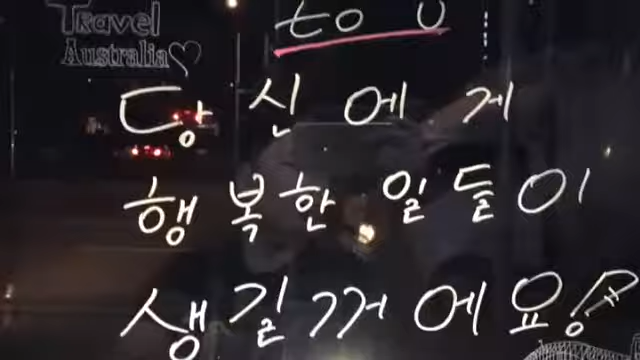 Travel
Australia♡
to U
당신에게
행복한 일들이
생길꺼에요!